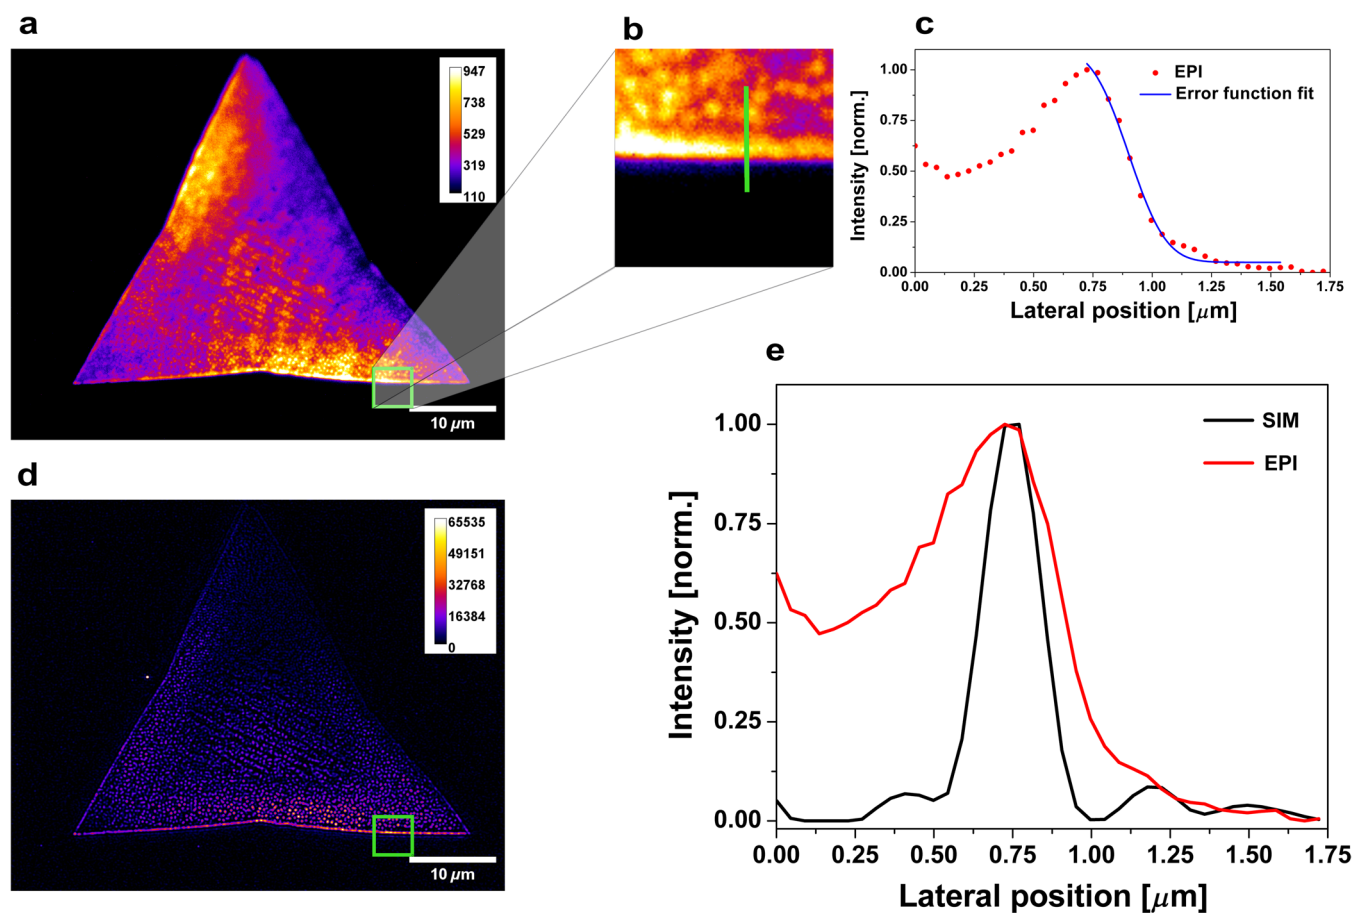 a
947
738
529
319
110
10 µm
b
c
EPI
Error function fit
1.00
0.75
0.50
0.25
0.00
Intensity [norm.]
0.00 0.25 0.50 0.75 1.00 1.25 1.50 1.75
Lateral position [µm]
d
65535
49151
32768
16384
0
10 µm
e
SIM
EPI
1.00
0.75
0.50
0.25
0.00
Intensity [norm.]
0.00 0.25 0.50 0.75 1.00 1.25 1.50 1.75
Lateral position [µm]